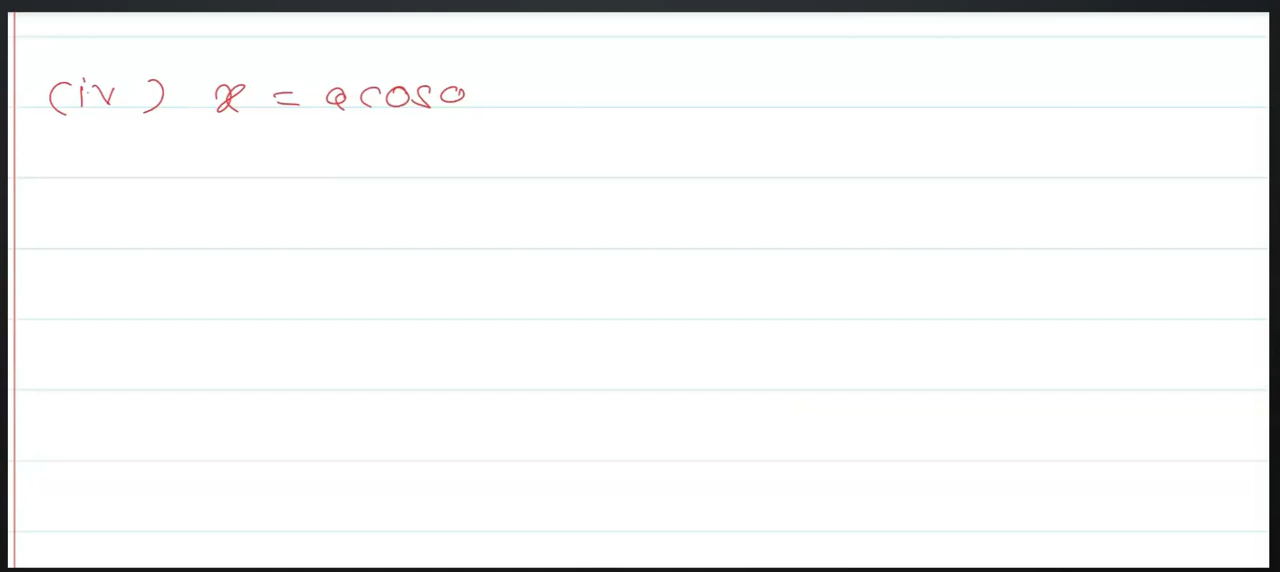 (iv) x = a cos o